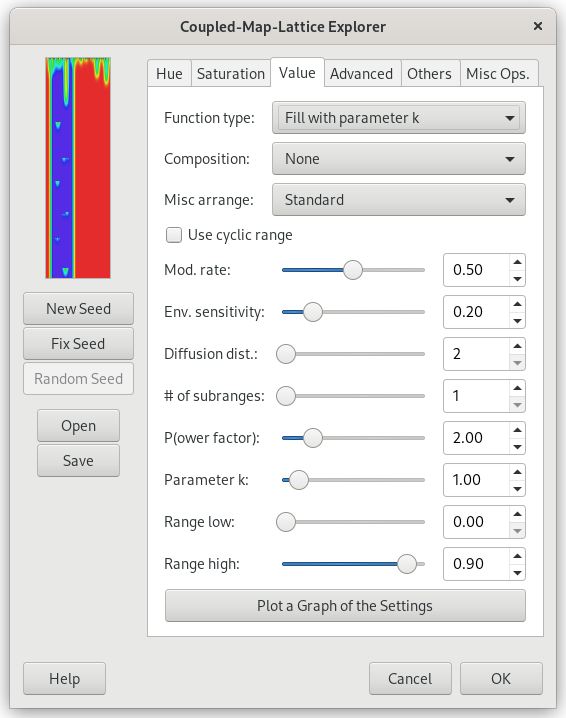 Coupled-Map-Lattice Explorer
Hue Saturation Value Advanced Others Misc Ops.
Function type: Fill with parameter k
Composition: None
Misc arrange: Standard
Use cyclic range
Mod. rate: 0.50
Env. sensitivity: 0.20
Diffusion dist.: 2
# of subranges: 1
P(ower factor): 2.00
Parameter k: 1.00
Range low: 0.00
Range high: 0.90
Plot a Graph of the Settings
New Seed
Fix Seed
Random Seed
Open
Save
Help Cancel OK